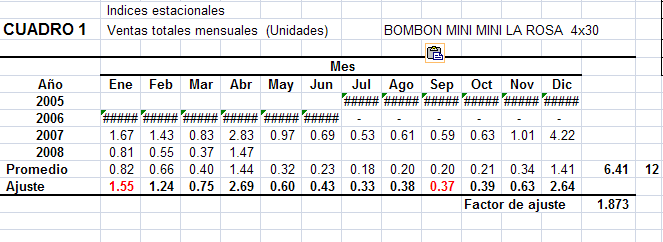 Indices estacionales
CUADRO 1 Ventas totales mensuales (Unidades) BOMBON MINI MINI LA ROSA 4x30
Mes
Año Ene Feb Mar Abr May Jun Jul Ago Sep Oct Nov Dic
2005 ##### ##### ##### ##### ##### #####
2006 ##### ##### ##### ##### ##### ##### - - - - - -
2007 1.67 1.43 0.83 2.83 0.97 0.69 0.53 0.61 0.59 0.63 1.01 4.22
2008 0.81 0.55 0.37 1.47
Promedio 0.82 0.66 0.40 1.44 0.32 0.23 0.18 0.20 0.20 0.21 0.34 1.41 6.41 12
Ajuste 1.55 1.24 0.75 2.69 0.60 0.43 0.33 0.38 0.37 0.39 0.63 2.64
Factor de ajuste 1.873